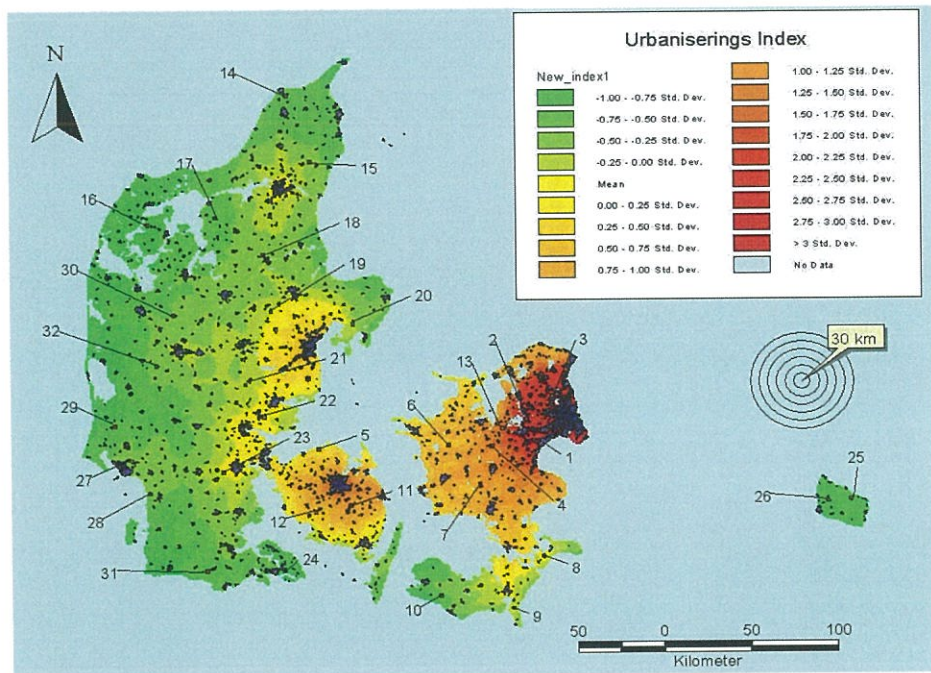 N
Urbaniserings Index
New_index1
-1.00 - -0.75 Std. Dev.
-0.75 - -0.50 Std. Dev.
-0.50 - -0.25 Std. Dev.
-0.25 - 0.00 Std. Dev.
Mean
0.00 - 0.25 Std. Dev.
0.25 - 0.50 Std. Dev.
0.50 - 0.75 Std. Dev.
0.75 - 1.00 Std. Dev.
1.00 - 1.25 Std. Dev.
1.25 - 1.50 Std. Dev.
1.50 - 1.75 Std. Dev.
1.75 - 2.00 Std. Dev.
2.00 - 2.25 Std. Dev.
2.25 - 2.50 Std. Dev.
2.50 - 2.75 Std. Dev.
2.75 - 3.00 Std. Dev.
> 3 Std. Dev.
No Data
14
15
17
16
18
30
19
20
32
21
22
29
23
5
27
28
12
11
31
24
30 km
2
3
13
6
1
4
7
8
10
9
25
26
50 0 50 100
Kilometer